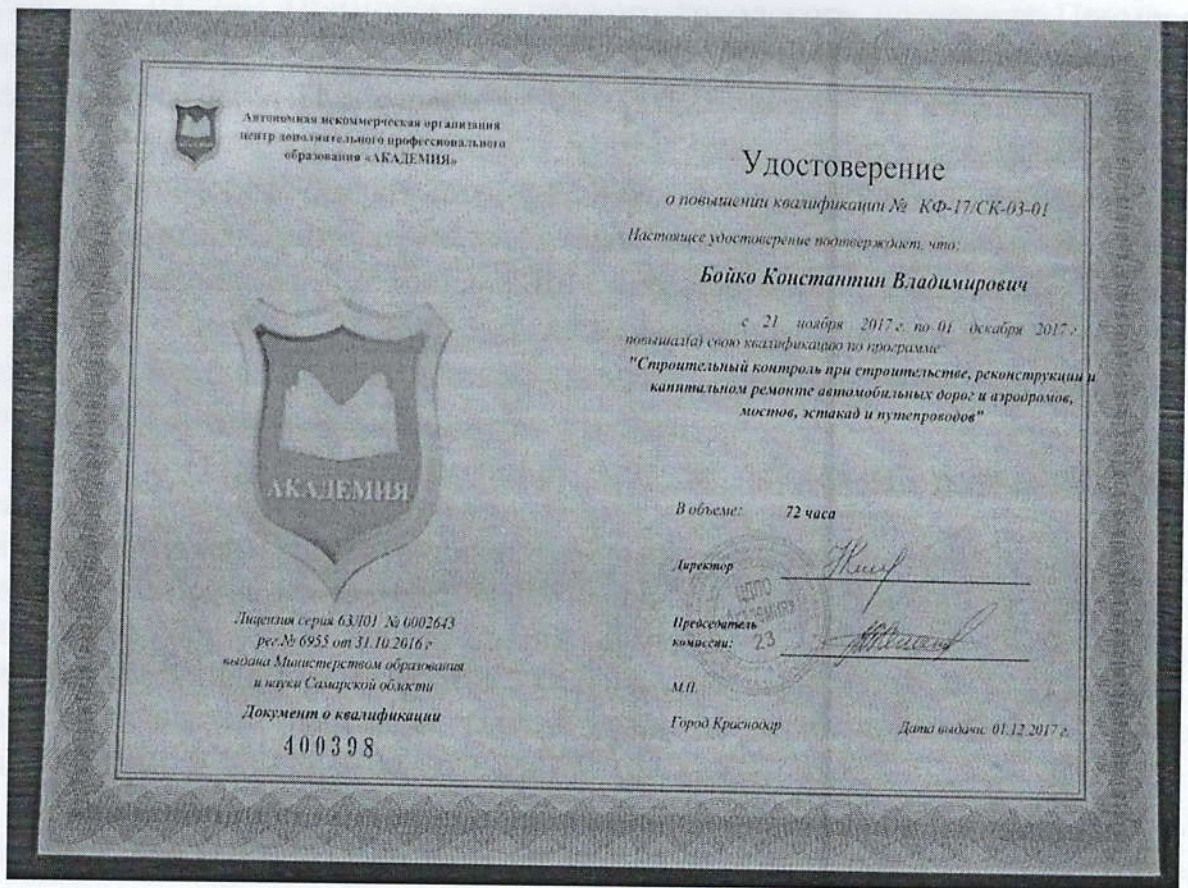 Автономная некоммерческая организация
центр дополнительного профессионального
образования «АКАДЕМИЯ»
АКАДЕМИЯ
Лицензия серия 63Л01 № 0002643
рег.№ 6955 от 31.10.2016 г
выдана Министерством образования
и науки Самарской области
Документ о квалификации
400398
Удостоверение
о повышении квалификации № КФ-17/СК-03-01
Настоящее удостоверение подтверждает, что:
Бойко Константин Владимирович
с 21 ноября 2017 г. по 01 декабря 2017 г
повышал(а) свою квалификацию по программе:
"Строительный контроль при строительстве, реконструкции и
капитальном ремонте автомобильных дорог и аэродромов,
мостов, эстакад и путепроводов"
В объеме: 72 часа
Директор
ЦДПО
«АКАДЕМИЯ»
23
Председатель
комиссии:
М.П.
Город Краснодар Дата выдачи: 01.12.2017 г.